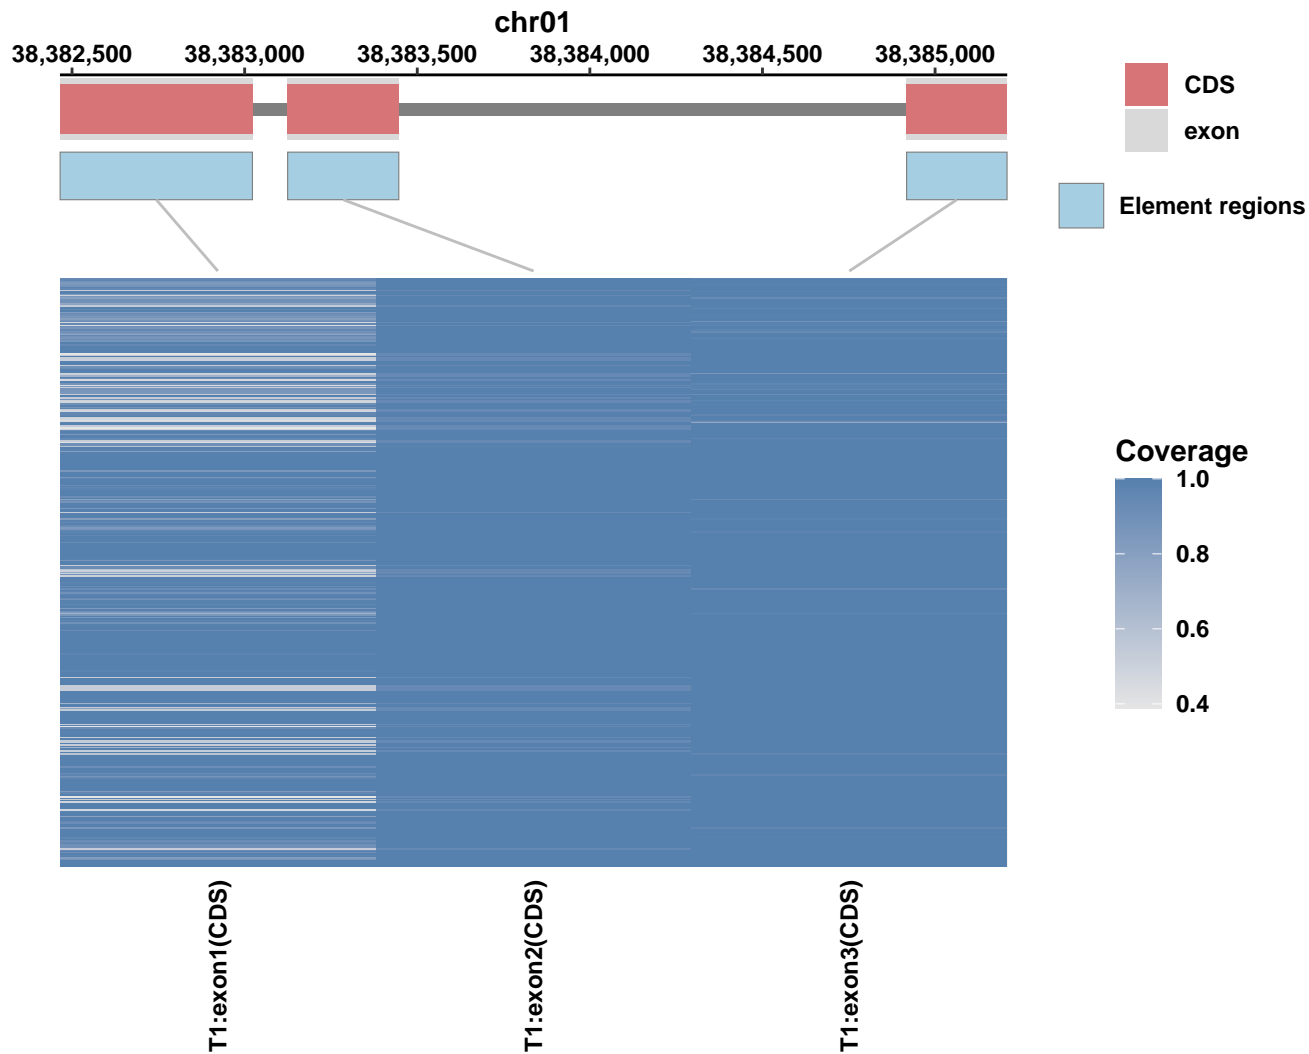 chr01
38,382,500 38,383,000 38,383,500 38,384,000 38,384,500 38,385,000
CDS
exon
Element regions
Coverage
1.0
0.8
0.6
0.4
T1:exon1(CDS)
T1:exon2(CDS)
T1:exon3(CDS)